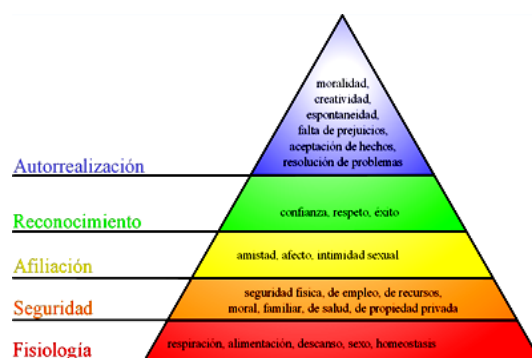 moralidad,
creatividad,
espontaneidad,
falta de prejuicios,
aceptación de hechos,
resolución de problemas
Autorrealización
Reconocimiento
confianza, respeto, éxito
Afiliación
amistad, afecto, intimidad sexual
Seguridad
seguridad física, de empleo, de recursos,
moral, familiar, de salud, de propiedad privada
Fisiología
respiración, alimentación, descanso, sexo, homeostasis